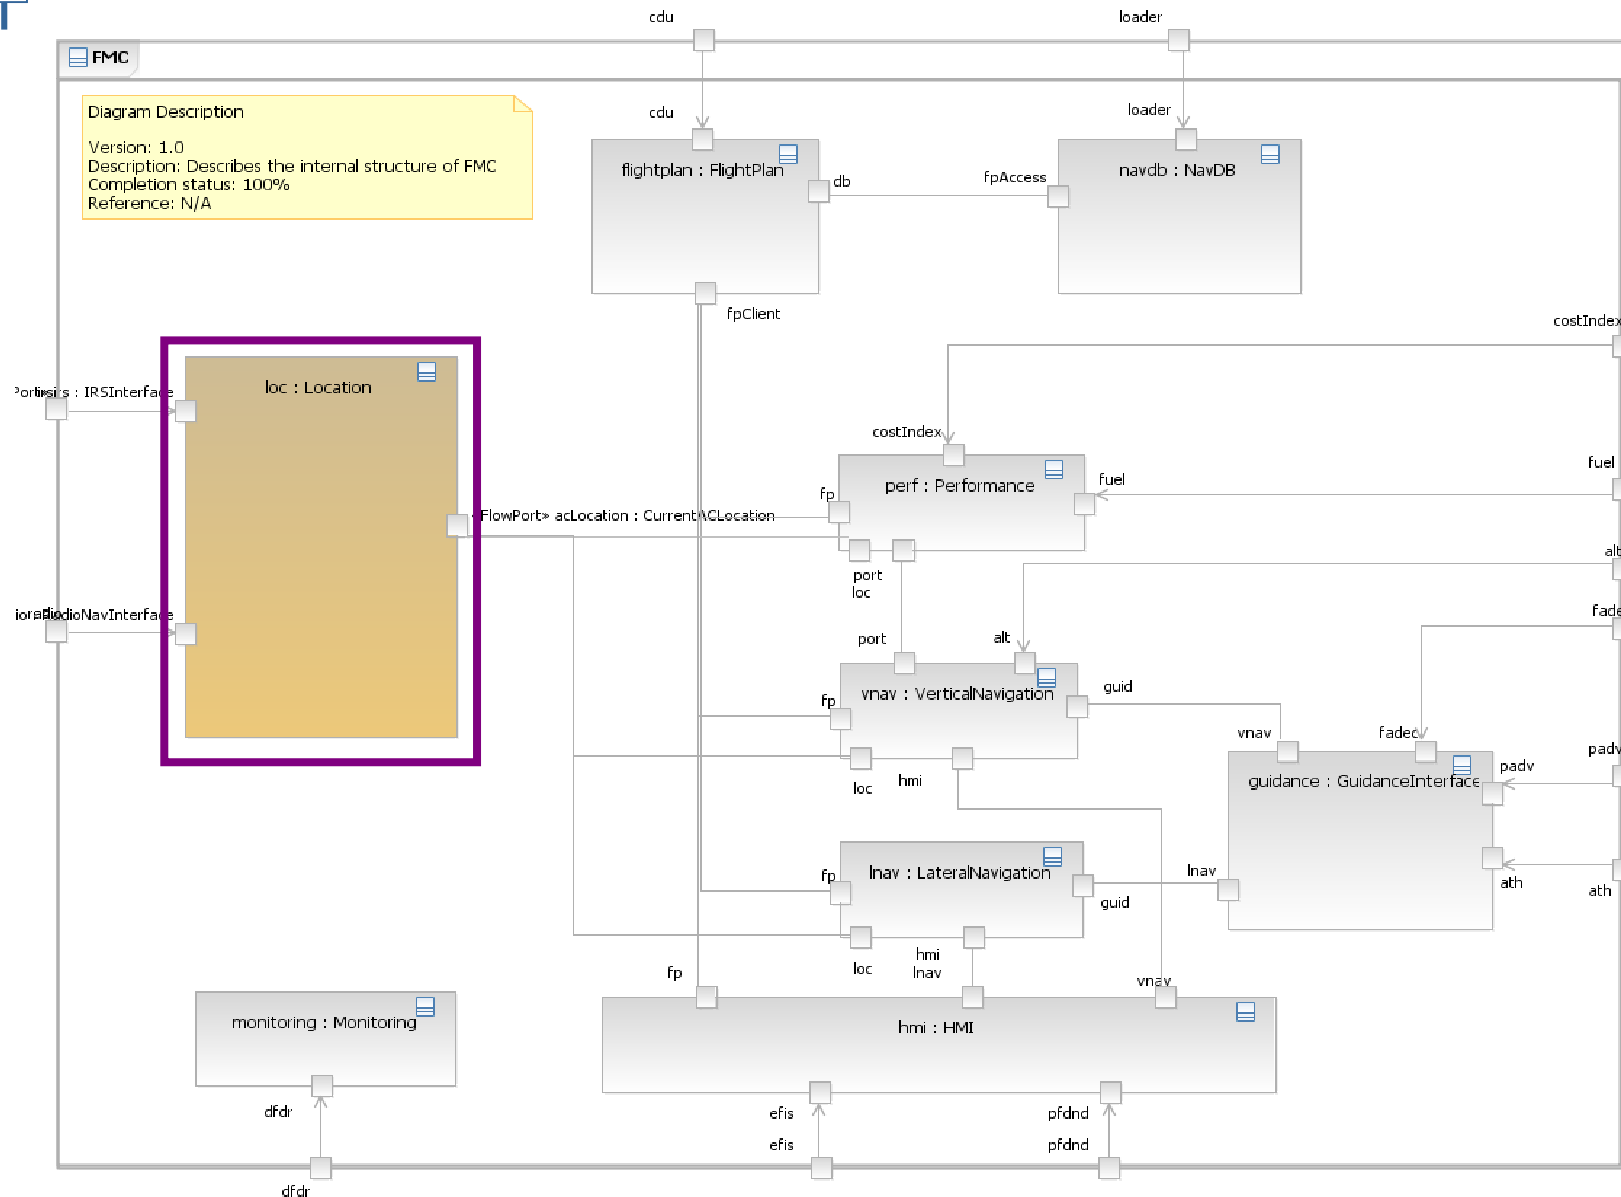 cdu
loader
FMC
Diagram Description
Version: 1.0
Description: Describes the internal structure of FMC
Completion status: 100%
Reference: N/A
cdu
loader
flightplan : FlightPlan
navdb : NavDB
db
fpAccess
fpClient
costIndex
loc : Location
: IRSInterface
costIndex
fuel
perf : Performance
fuel
fp
FlowPort» acLocation : CurrentACLocation
alt
port
loc
fade
port
alt
vnav : VerticalNavigation
guid
fp
vnav
fadec
padv
padv
hmi
loc
guidance : GuidanceInterface
lnav : LateralNavigation
lnav
fp
ath
ath
guid
hmi
loc
lnav
fp
vnav
monitoring : Monitoring
hmi : HMI
dfdr
efis
pfdnd
efis
pfdnd
dfdr